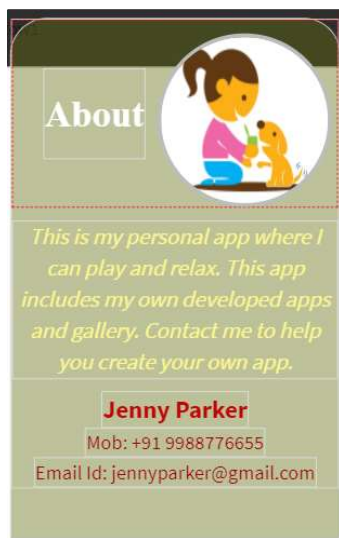 About
This is my personal app where I
can play and relax. This app
includes my own developed apps
and gallery. Contact me to help
you create your own app.
Jenny Parker
Mob: +91 9988776655
Email Id: jennyparker@gmail.com